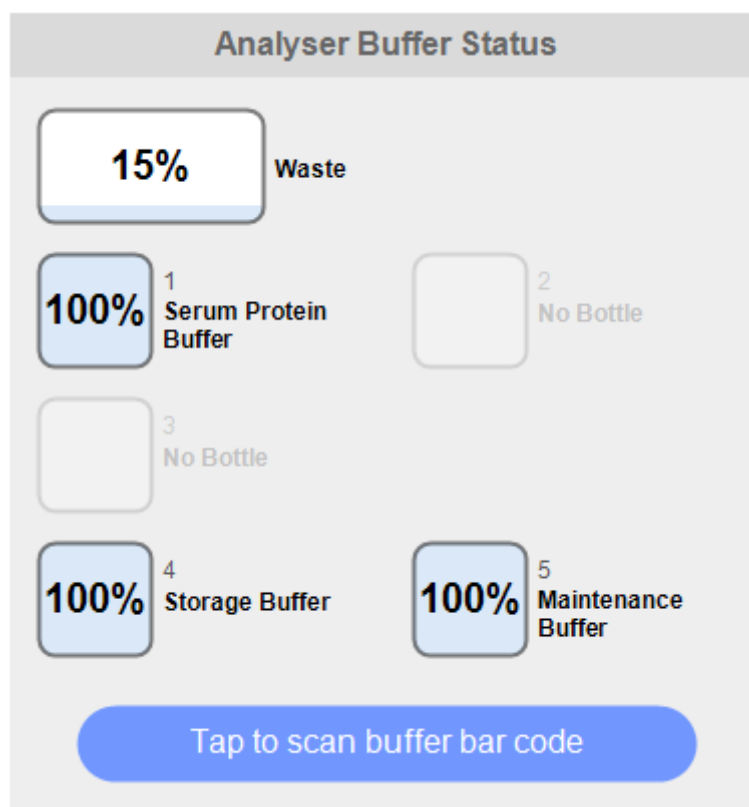 Analyser Buffer Status
15%
Waste
100%
1
Serum Protein
Buffer
2
No Bottle
3
No Bottle
100%
4
Storage Buffer
100%
5
Maintenance
Buffer
Tap to scan buffer bar code